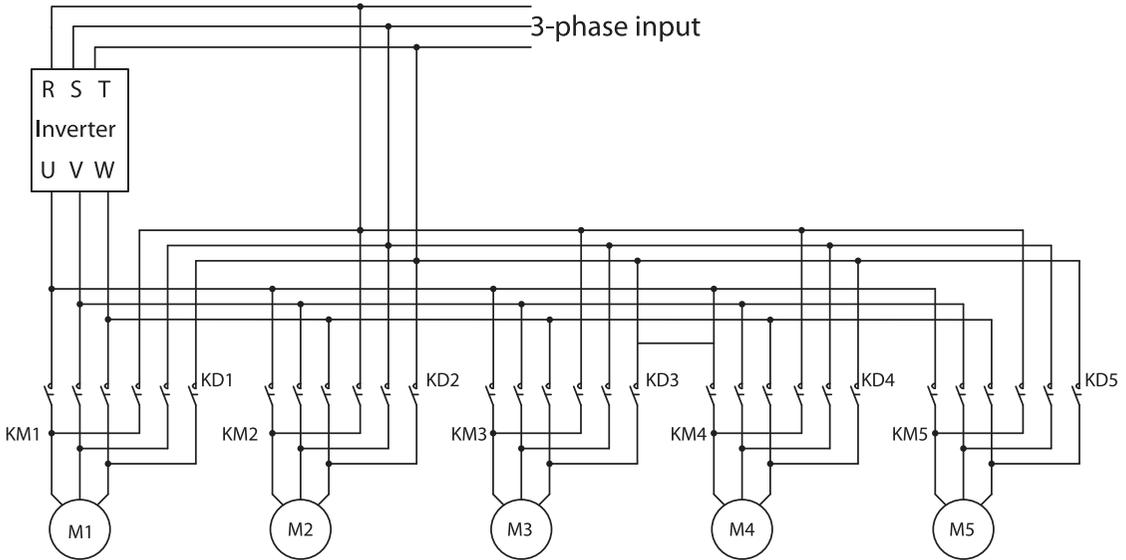 3-phase input
R S T
Inverter
U V W
KD1
KD2
KD3
KD4
KD5
KM1
KM2
KM3
KM4
KM5
M1
M2
M3
M4
M5